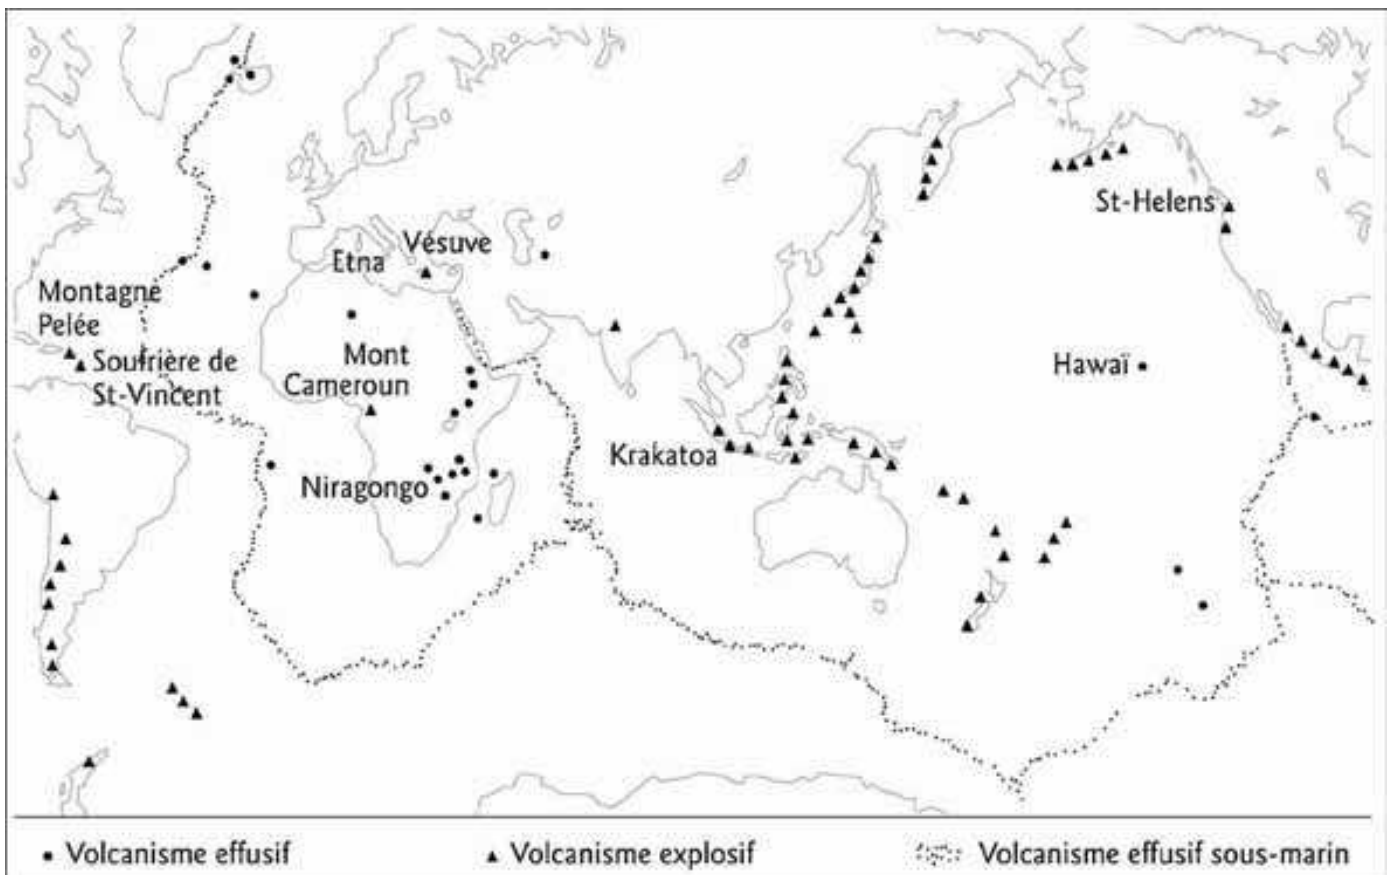 St-Helens
Vésuve
Etna
Montagne
Pelée
Soufrière de
St-Vincent
Mont
Cameroun
Hawaï
Krakatoa
Niragongo
Volcanisme effusif
Volcanisme explosif
Volcanisme effusif sous-marin